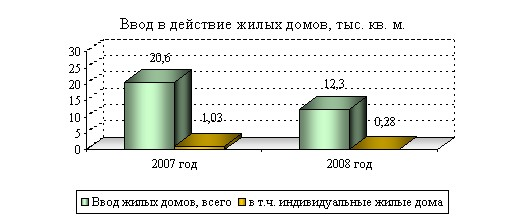 Ввод в действие жилых домов, тыс. кв. м.
30
25
20
15
10
5
0
20,6
1,03
12,3
0,28
2007 год
2008 год
Ввод жилых домов, всего
в т.ч. индивидуальные жилые дома